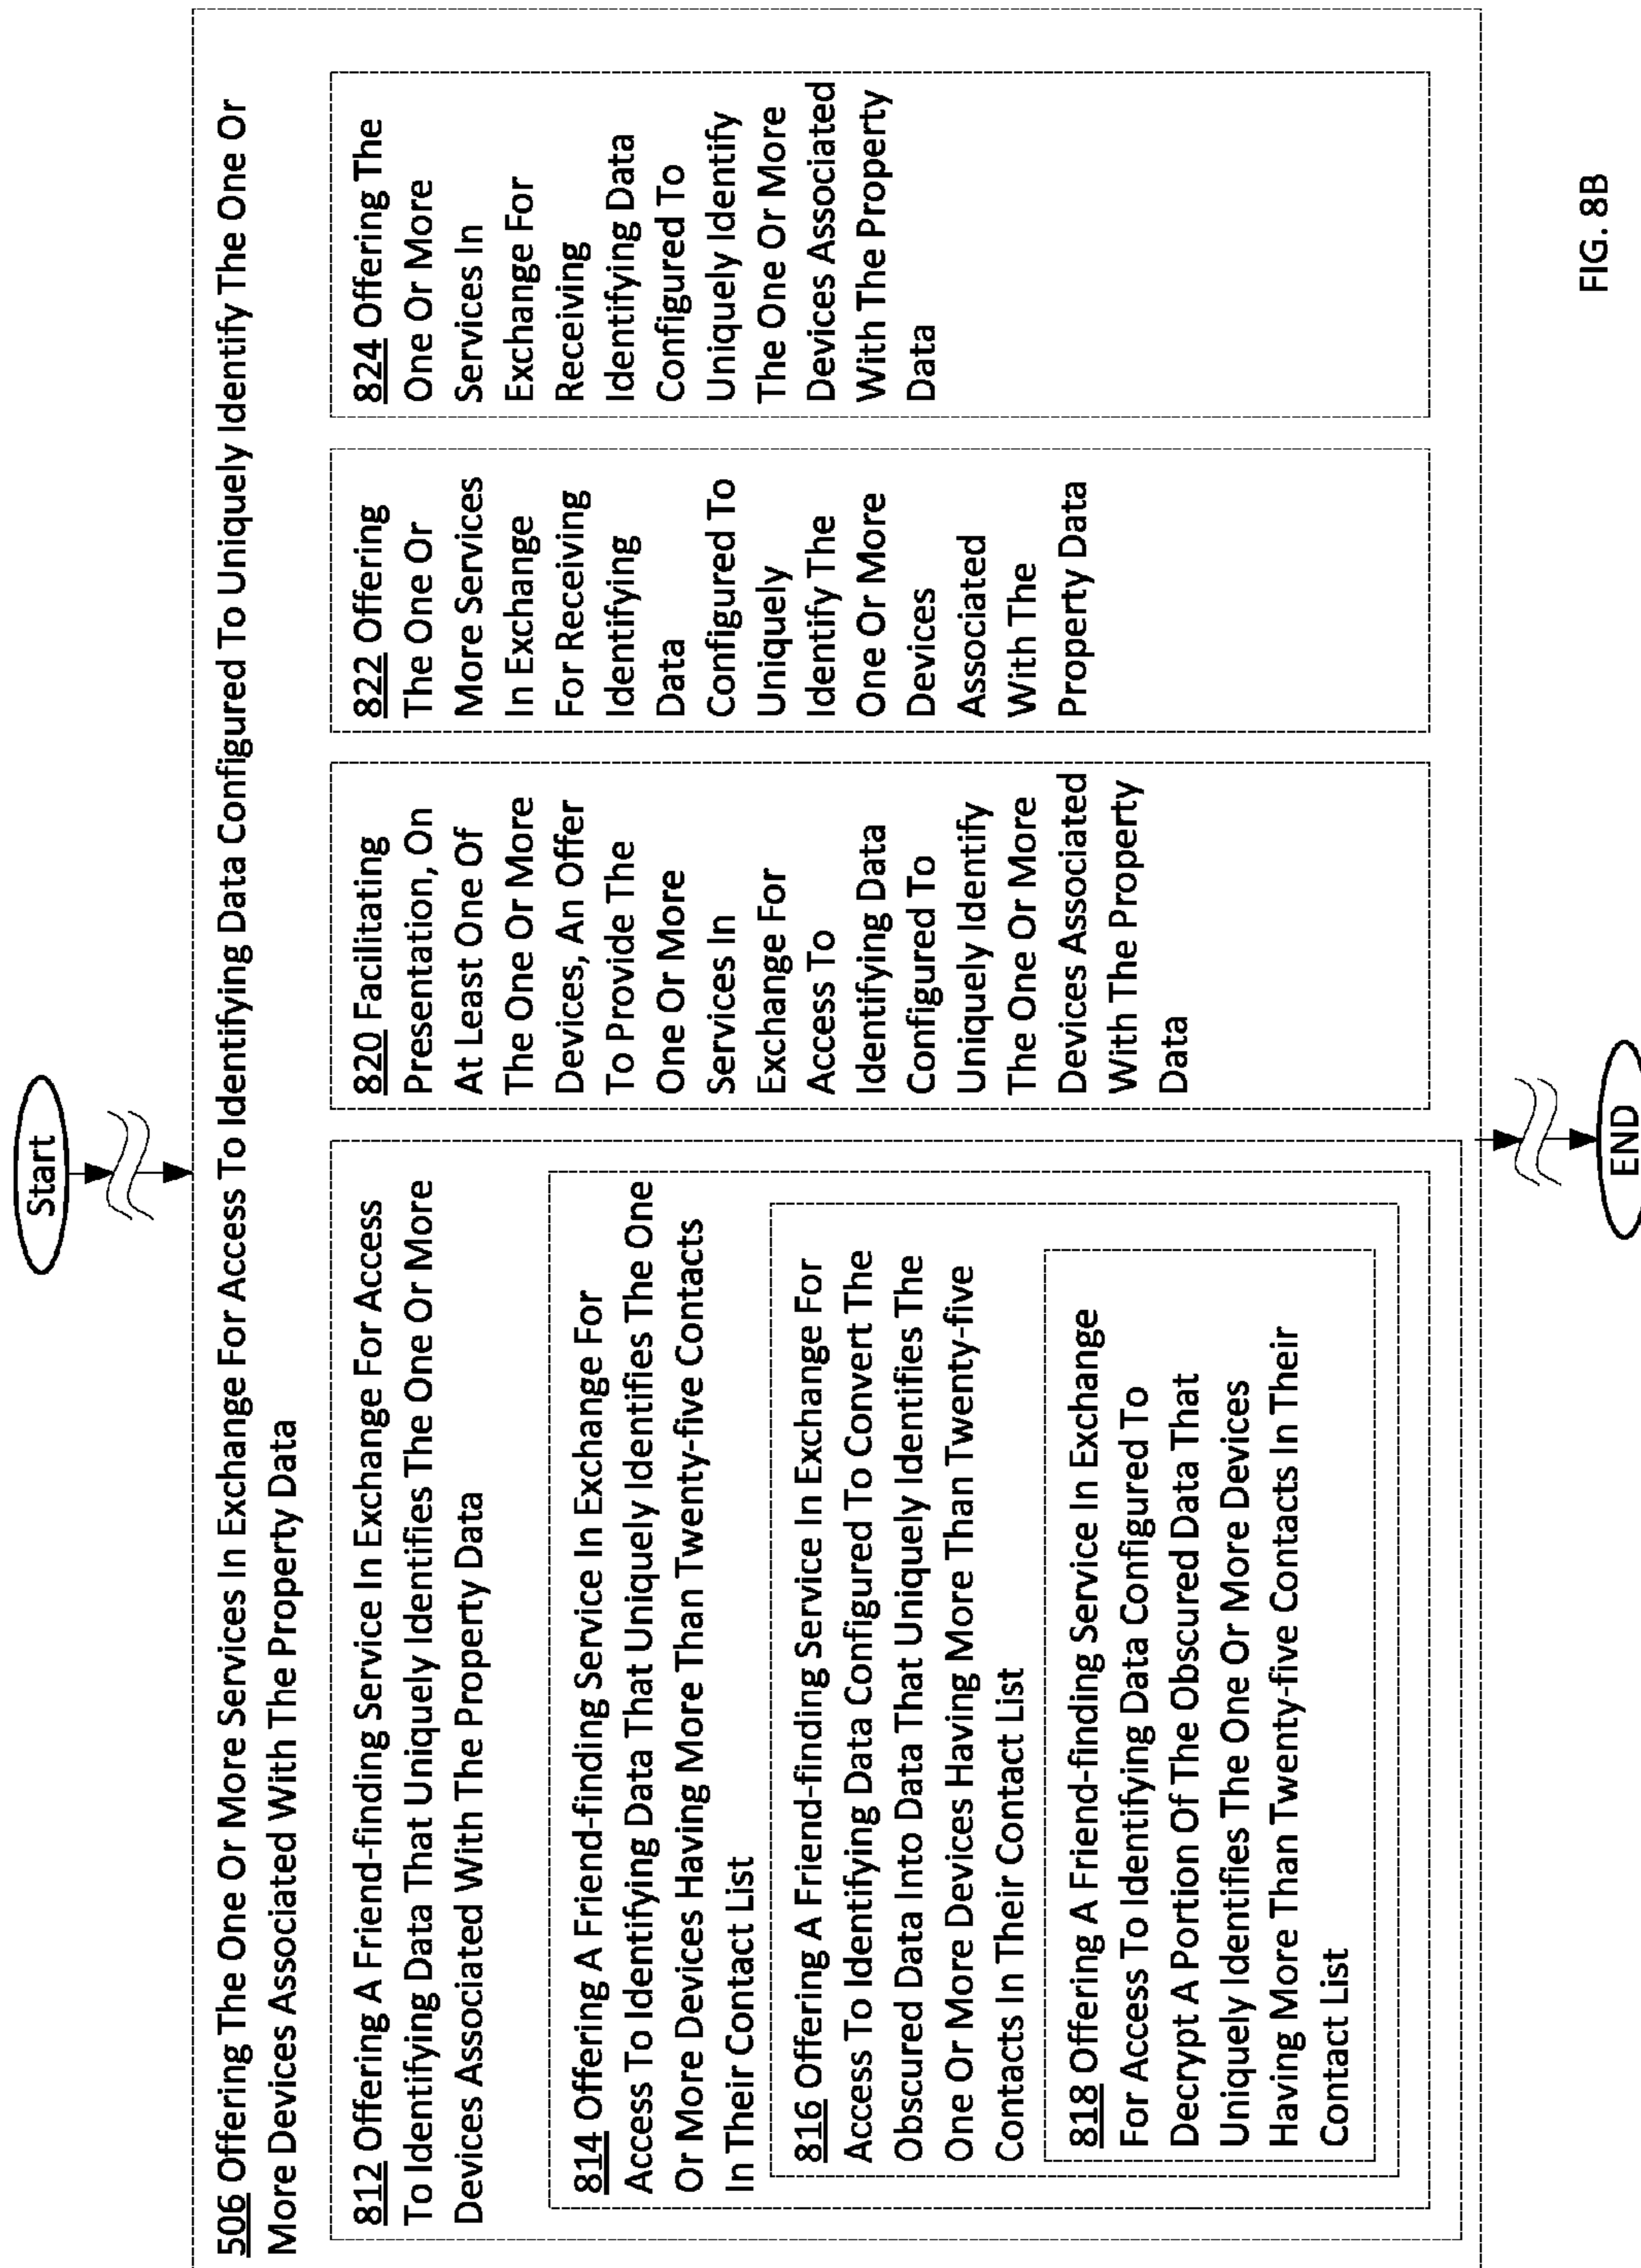 Start
506 Offering The One Or More Services In Exchange For Access To Identifying Data Configured To Uniquely Identify The One Or
More Devices Associated With The Property Data
812 Offering A Friend-finding Service In Exchange For Access
To Identifying Data That Uniquely Identifies The One Or More
Devices Associated With The Property Data
814 Offering A Friend-finding Service In Exchange For
Access To Identifying Data That Uniquely Identifies The One
Or More Devices Having More Than Twenty-five Contacts
In Their Contact List
816 Offering A Friend-finding Service In Exchange For
Access To Identifying Data Configured To Convert The
Obscured Data Into Data That Uniquely Identifies The
One Or More Devices Having More Than Twenty-five
Contacts In Their Contact List
818 Offering A Friend-finding Service In Exchange
For Access To Identifying Data Configured To
Decrypt A Portion Of The Obscured Data That
Uniquely Identifies The One Or More Devices
Having More Than Twenty-five Contacts In Their
Contact List
820 Facilitating
Presentation, On
At Least One Of
The One Or More
Devices, An Offer
To Provide The
One Or More
Services In
Exchange For
Access To
Identifying Data
Configured To
Uniquely Identify
The One Or More
Devices Associated
With The Property
Data
822 Offering
The One Or
More Services
In Exchange
For Receiving
Identifying
Data
Configured To
Uniquely
Identify The
One Or More
Devices
Associated
With The
Property Data
824 Offering The
One Or More
Services In
Exchange For
Receiving
Identifying Data
Configured To
Uniquely Identify
The One Or More
Devices Associated
With The Property
Data
END
FIG. 8B